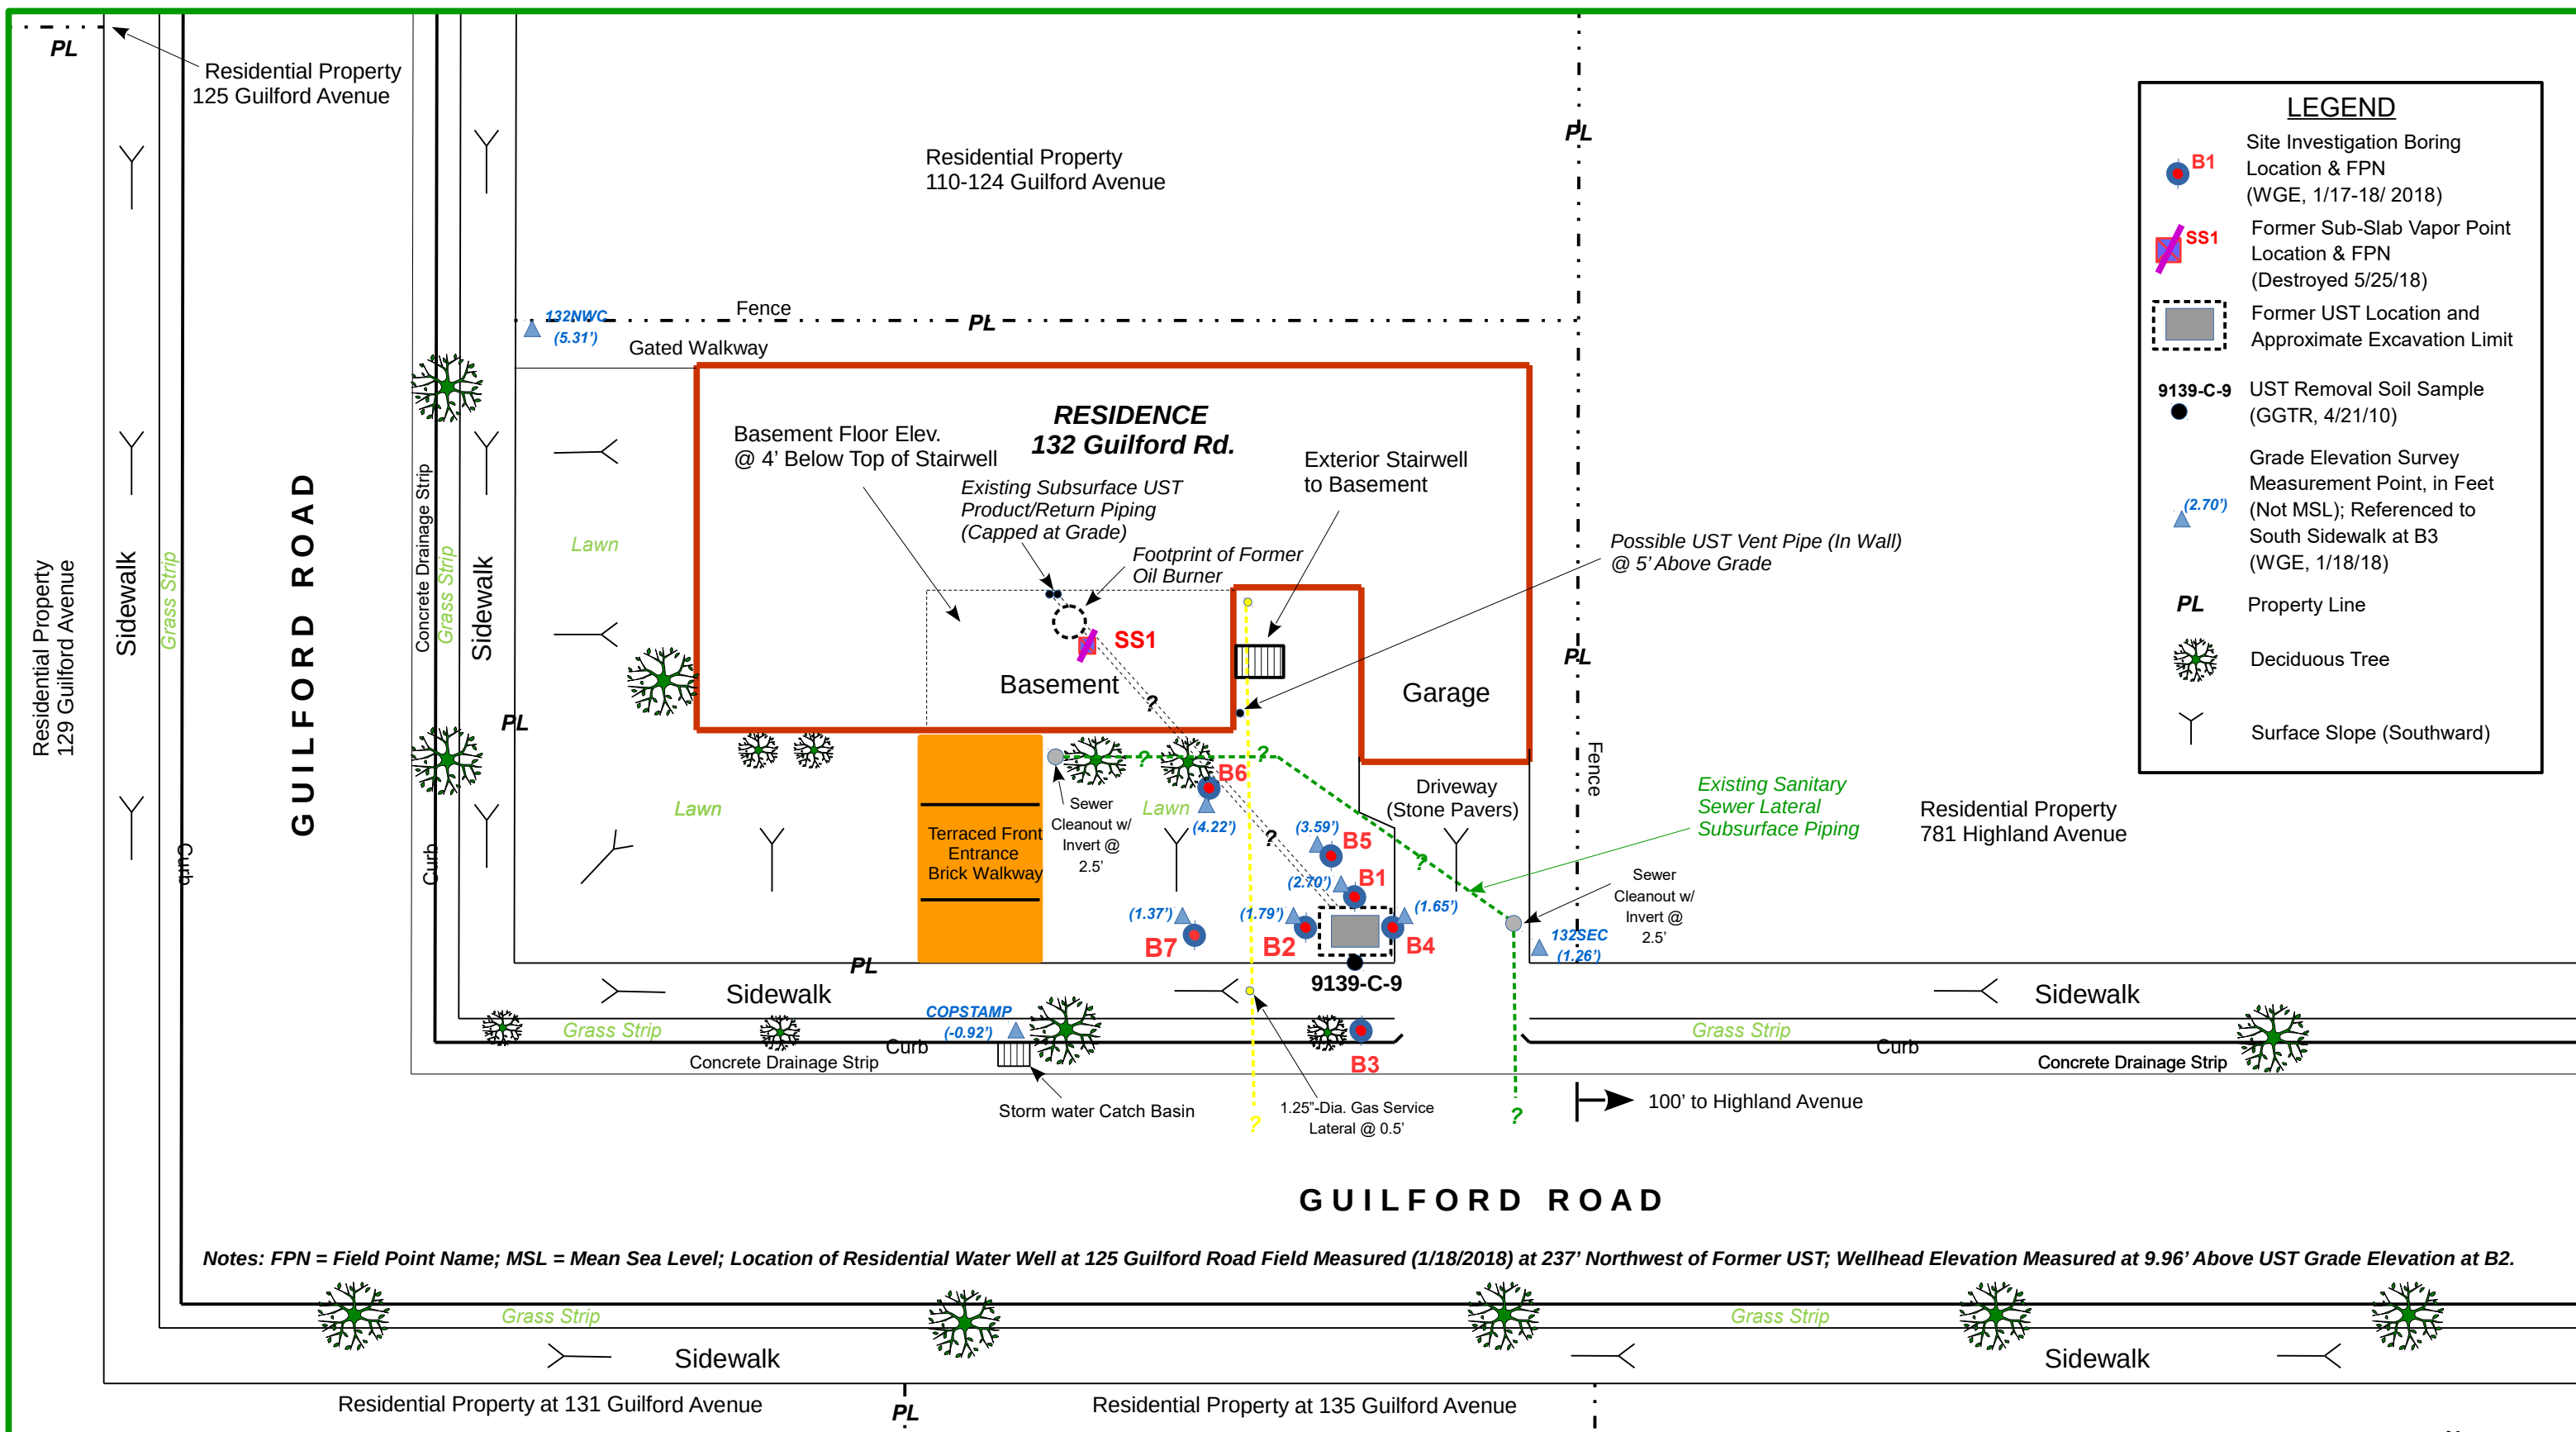 PL
Residential Property
125 Guilford Avenue
PL
Residential Property
110-124 Guilford Avenue
LEGEND
B1
Site Investigation Boring
Location & FPN
(WGE, 1/17-18/ 2018)
SS1
Former Sub-Slab Vapor Point
Location & FPN
(Destroyed 5/25/18)
Former UST Location and
Approximate Excavation Limit
9139-C-9
UST Removal Soil Sample
(GGTR, 4/21/10)
(2.70')
Grade Elevation Survey
Measurement Point, in Feet
(Not MSL); Referenced to
South Sidewalk at B3
(WGE, 1/18/18)
PL
Property Line
Deciduous Tree
Surface Slope (Southward)
132NWC
(5.31')
Fence
PL
Gated Walkway
RESIDENCE
132 Guilford Rd.
Basement Floor Elev.
@ 4' Below Top of Stairwell
Existing Subsurface UST
Product/Return Piping
(Capped at Grade)
Footprint of Former
Oil Burner
Exterior Stairwell
to Basement
Possible UST Vent Pipe (In Wall)
@ 5' Above Grade
SS1
Basement
?
Garage
PL
Fence
Residential Property
129 Guilford Avenue
Sidewalk
Grass Strip
Curb
GUILFORD ROAD
Concrete Drainage Strip
Grass Strip
Curb
Sidewalk
PL
Lawn
Lawn
Terraced Front
Entrance
Brick Walkway
Sewer
Cleanout w/
Invert @
2.5'
?
?
B6
Lawn
(4.22')
?
(3.59')
B5
(2.70')
B1
Driveway
(Stone Pavers)
?
Existing Sanitary
Sewer Lateral
Subsurface Piping
Residential Property
781 Highland Avenue
(1.37')
B7
(1.79')
B2
(1.65')
B4
Sewer
Cleanout w/
Invert @
2.5'
132SEC
(1.26')
PL
9139-C-9
Sidewalk
Sidewalk
COPSTAMP
(-0.92')
Grass Strip
Grass Strip
Curb
Curb
Concrete Drainage Strip
Concrete Drainage Strip
B3
Storm water Catch Basin
?
1.25"-Dia. Gas Service
Lateral @ 0.5'
?
100' to Highland Avenue
GUILFORD ROAD
Notes: FPN = Field Point Name; MSL = Mean Sea Level; Location of Residential Water Well at 125 Guilford Road Field Measured (1/18/2018) at 237' Northwest of Former UST; Wellhead Elevation Measured at 9.96' Above UST Grade Elevation at B2.
Grass Strip
Grass Strip
Sidewalk
Sidewalk
Residential Property at 131 Guilford Avenue
PL
Residential Property at 135 Guilford Avenue